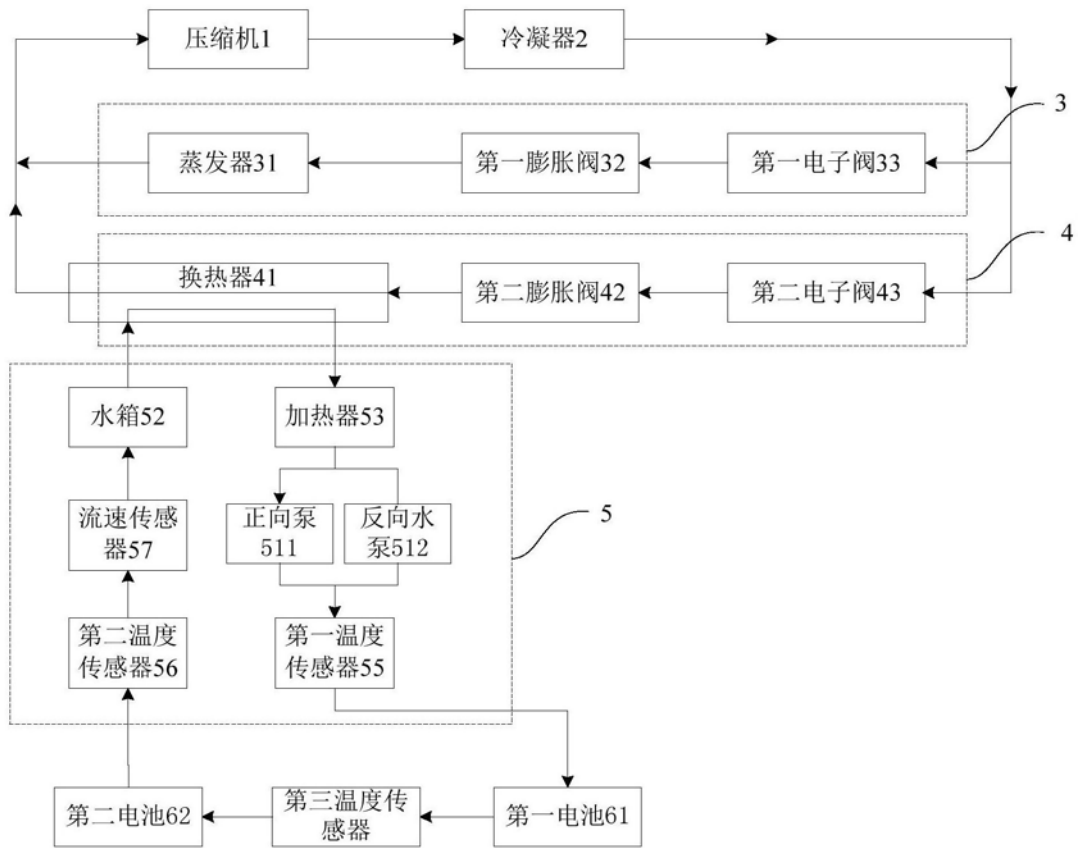 压缩机1
冷凝器2
3
蒸发器31
第一膨胀阀32
第一电子阀33
4
换热器41
第二膨胀阀42
第二电子阀43
水箱52
加热器53
5
流速传感
器57
正向泵
511
反向水
泵512
第二温度
传感器56
第一温度
传感器55
第二电池62
第三温度传
感器
第一电池61